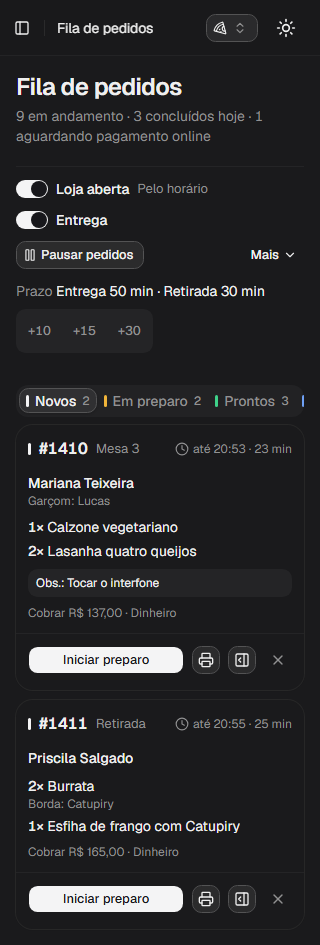 Fila de pedidos
Fila de pedidos
9 em andamento · 3 concluídos hoje · 1
aguardando pagamento online
Loja aberta Pelo horário
Entrega
Pausar pedidos Mais
Prazo Entrega 50 min · Retirada 30 min
+10 +15 +30
Novos 2 Em preparo 2 Prontos 3
#1410 Mesa 3 até 20:53 · 23 min
Mariana Teixeira
Garçom: Lucas
1× Calzone vegetariano
2× Lasanha quatro queijos
Obs.: Tocar o interfone
Cobrar R$ 137,00 · Dinheiro
Iniciar preparo
#1411 Retirada até 20:55 · 25 min
Priscila Salgado
2× Burrata
Borda: Catupiry
1× Esfiha de frango com Catupiry
Cobrar R$ 165,00 · Dinheiro
Iniciar preparo